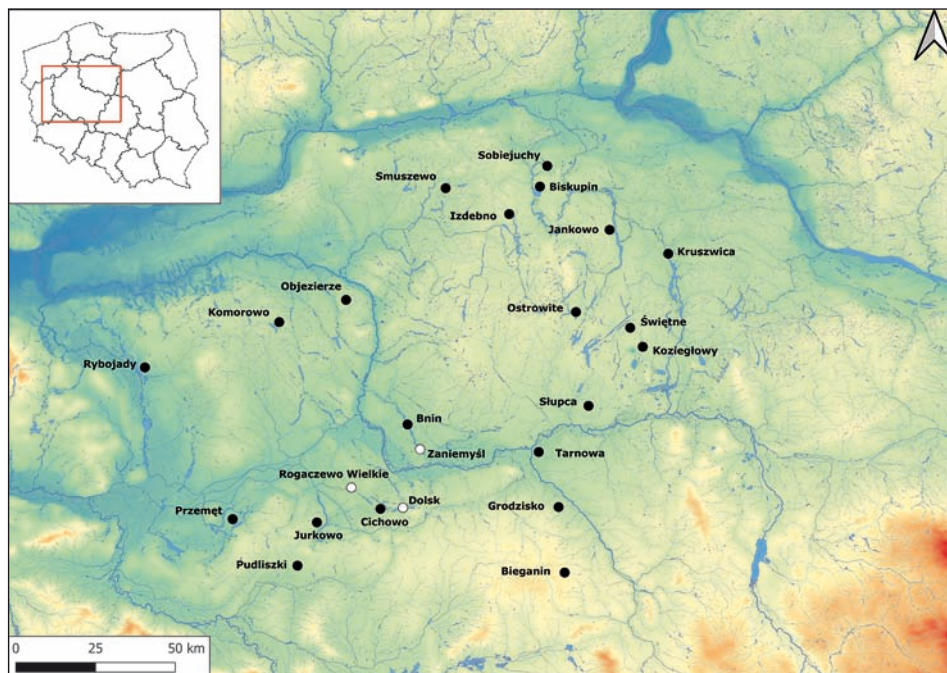 Sobiejuchy
Smuszewo
Biskupin
Izdebno
Jankowo
Kruszwica
Objezierze
Komorowo
Ostrowite
Świętne
Koziegłowy
Rybojady
Słupca
Bnin
Zaniemyśl
Tarnowa
Rogaczewo Wielkie
Dolsk
Przemęt
Cichowo
Grodzisko
Jurkowo
Pudliszki
Bieganin
0 25 50 km